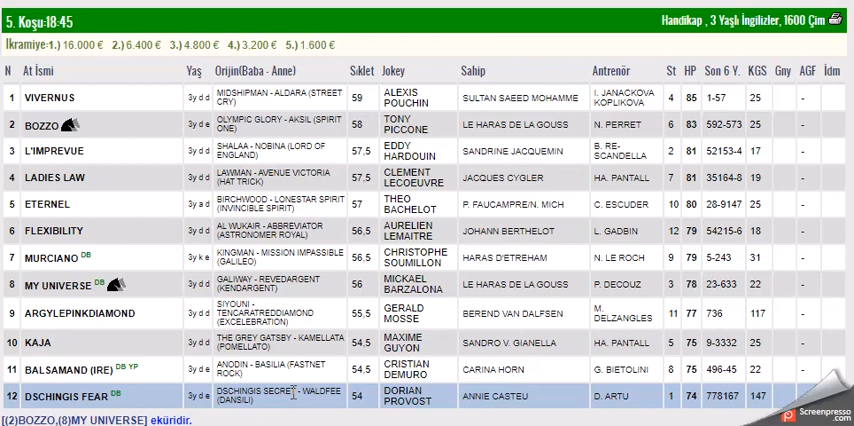 5. Koşu:18:45 Handikap , 3 Yaşlı İngilizler, 1600 Çim
İkramiye:1.) 16.000 € 2.) 6.400 € 3.) 4.800 € 4.) 3.200 € 5.) 1.600 €
N At İsmi Yaş Orijin(Baba - Anne) Sıklet Jokey Sahip Antrenör St HP Son 6 Y. KGS Gny AGF İdm
1 VIVERNUS 3y d d MIDSHIPMAN - ALDARA (STREET CRY) 59 ALEXIS POUCHIN SULTAN SAEED MOHAMME I. JANACKOVA KOPLIKOVA 4 85 1-57 25 -
2 BOZZO 3y d e OLYMPIC GLORY - AKSIL (SPIRIT ONE) 58 TONY PICCONE LE HARAS DE LA GOUSS N. PERRET 6 83 592-573 25 -
3 L'IMPREVUE 3y d d SHALAA - NOBINA (LORD OF ENGLAND) 57,5 EDDY HARDOUIN SANDRINE JACQUEMIN B. RE-SCANDELLA 2 81 52153-4 17 -
4 LADIES LAW 3y d d LAWMAN - AVENUE VICTORIA (HAT TRICK) 57,5 CLEMENT LECOEUVRE JACQUES CYGLER HA. PANTALL 7 81 35164-8 19 -
5 ETERNEL 3y a d BIRCHWOOD - LONESTAR SPIRIT (INVINCIBLE SPIRIT) 57 THEO BACHELOT P. FAUCAMPRE/N. MICH C. ESCUDER 10 80 28-9147 25 -
6 FLEXIBILITY 3y d d AL WUKAIR - ABBREVIATOR (ASTRONOMER ROYAL) 56,5 AURELIEN LEMAITRE JOHANN BERTHELOT L. GADBIN 12 79 54215-6 18 -
7 MURCIANO DB 3y k e KINGMAN - MISSION IMPASSIBLE (GALILEO) 56,5 CHRISTOPHE SOUMILLON HARAS D'ETREHAM N. LE ROCH 9 79 5-243 31 -
8 MY UNIVERSE DB 3y d d GALIWAY - REVEDARGENT (KENDARGENT) 56 MICKAEL BARZALONA LE HARAS DE LA GOUSS P. DECOUZ 3 78 23-633 22 -
9 ARGYLEPINKDIAMOND 3y d d SIYOUNI - TENCARATREDDIAMOND (EXCELEBRATION) 55,5 GERALD MOSSE BEREND VAN DALFSEN M. DELZANGLES 11 77 736 117 -
10 KAJA 3y d d THE GREY GATSBY - KAMELLATA (POMELLATO) 54,5 MAXIME GUYON SANDRO V. GIANELLA HA. PANTALL 5 75 9-3332 25 -
11 BALSAMAND (IRE) DB YP 3y d e ANODIN - BASILIA (FASTNET ROCK) 54,5 CRISTIAN DEMURO CARINA HORN G. BIETOLINI 8 75 496-45 22 -
12 DSCHINGIS FEAR DB 3y d e DSCHINGIS SECRET - WALDFEE (DANSILI) 54 DORIAN PROVOST ANNIE CASTEU D. ARTU 1 74 778167 147 -
[(2)BOZZO,(8)MY UNIVERSE] eküridir.
Screenpresso
Screenpresso.com